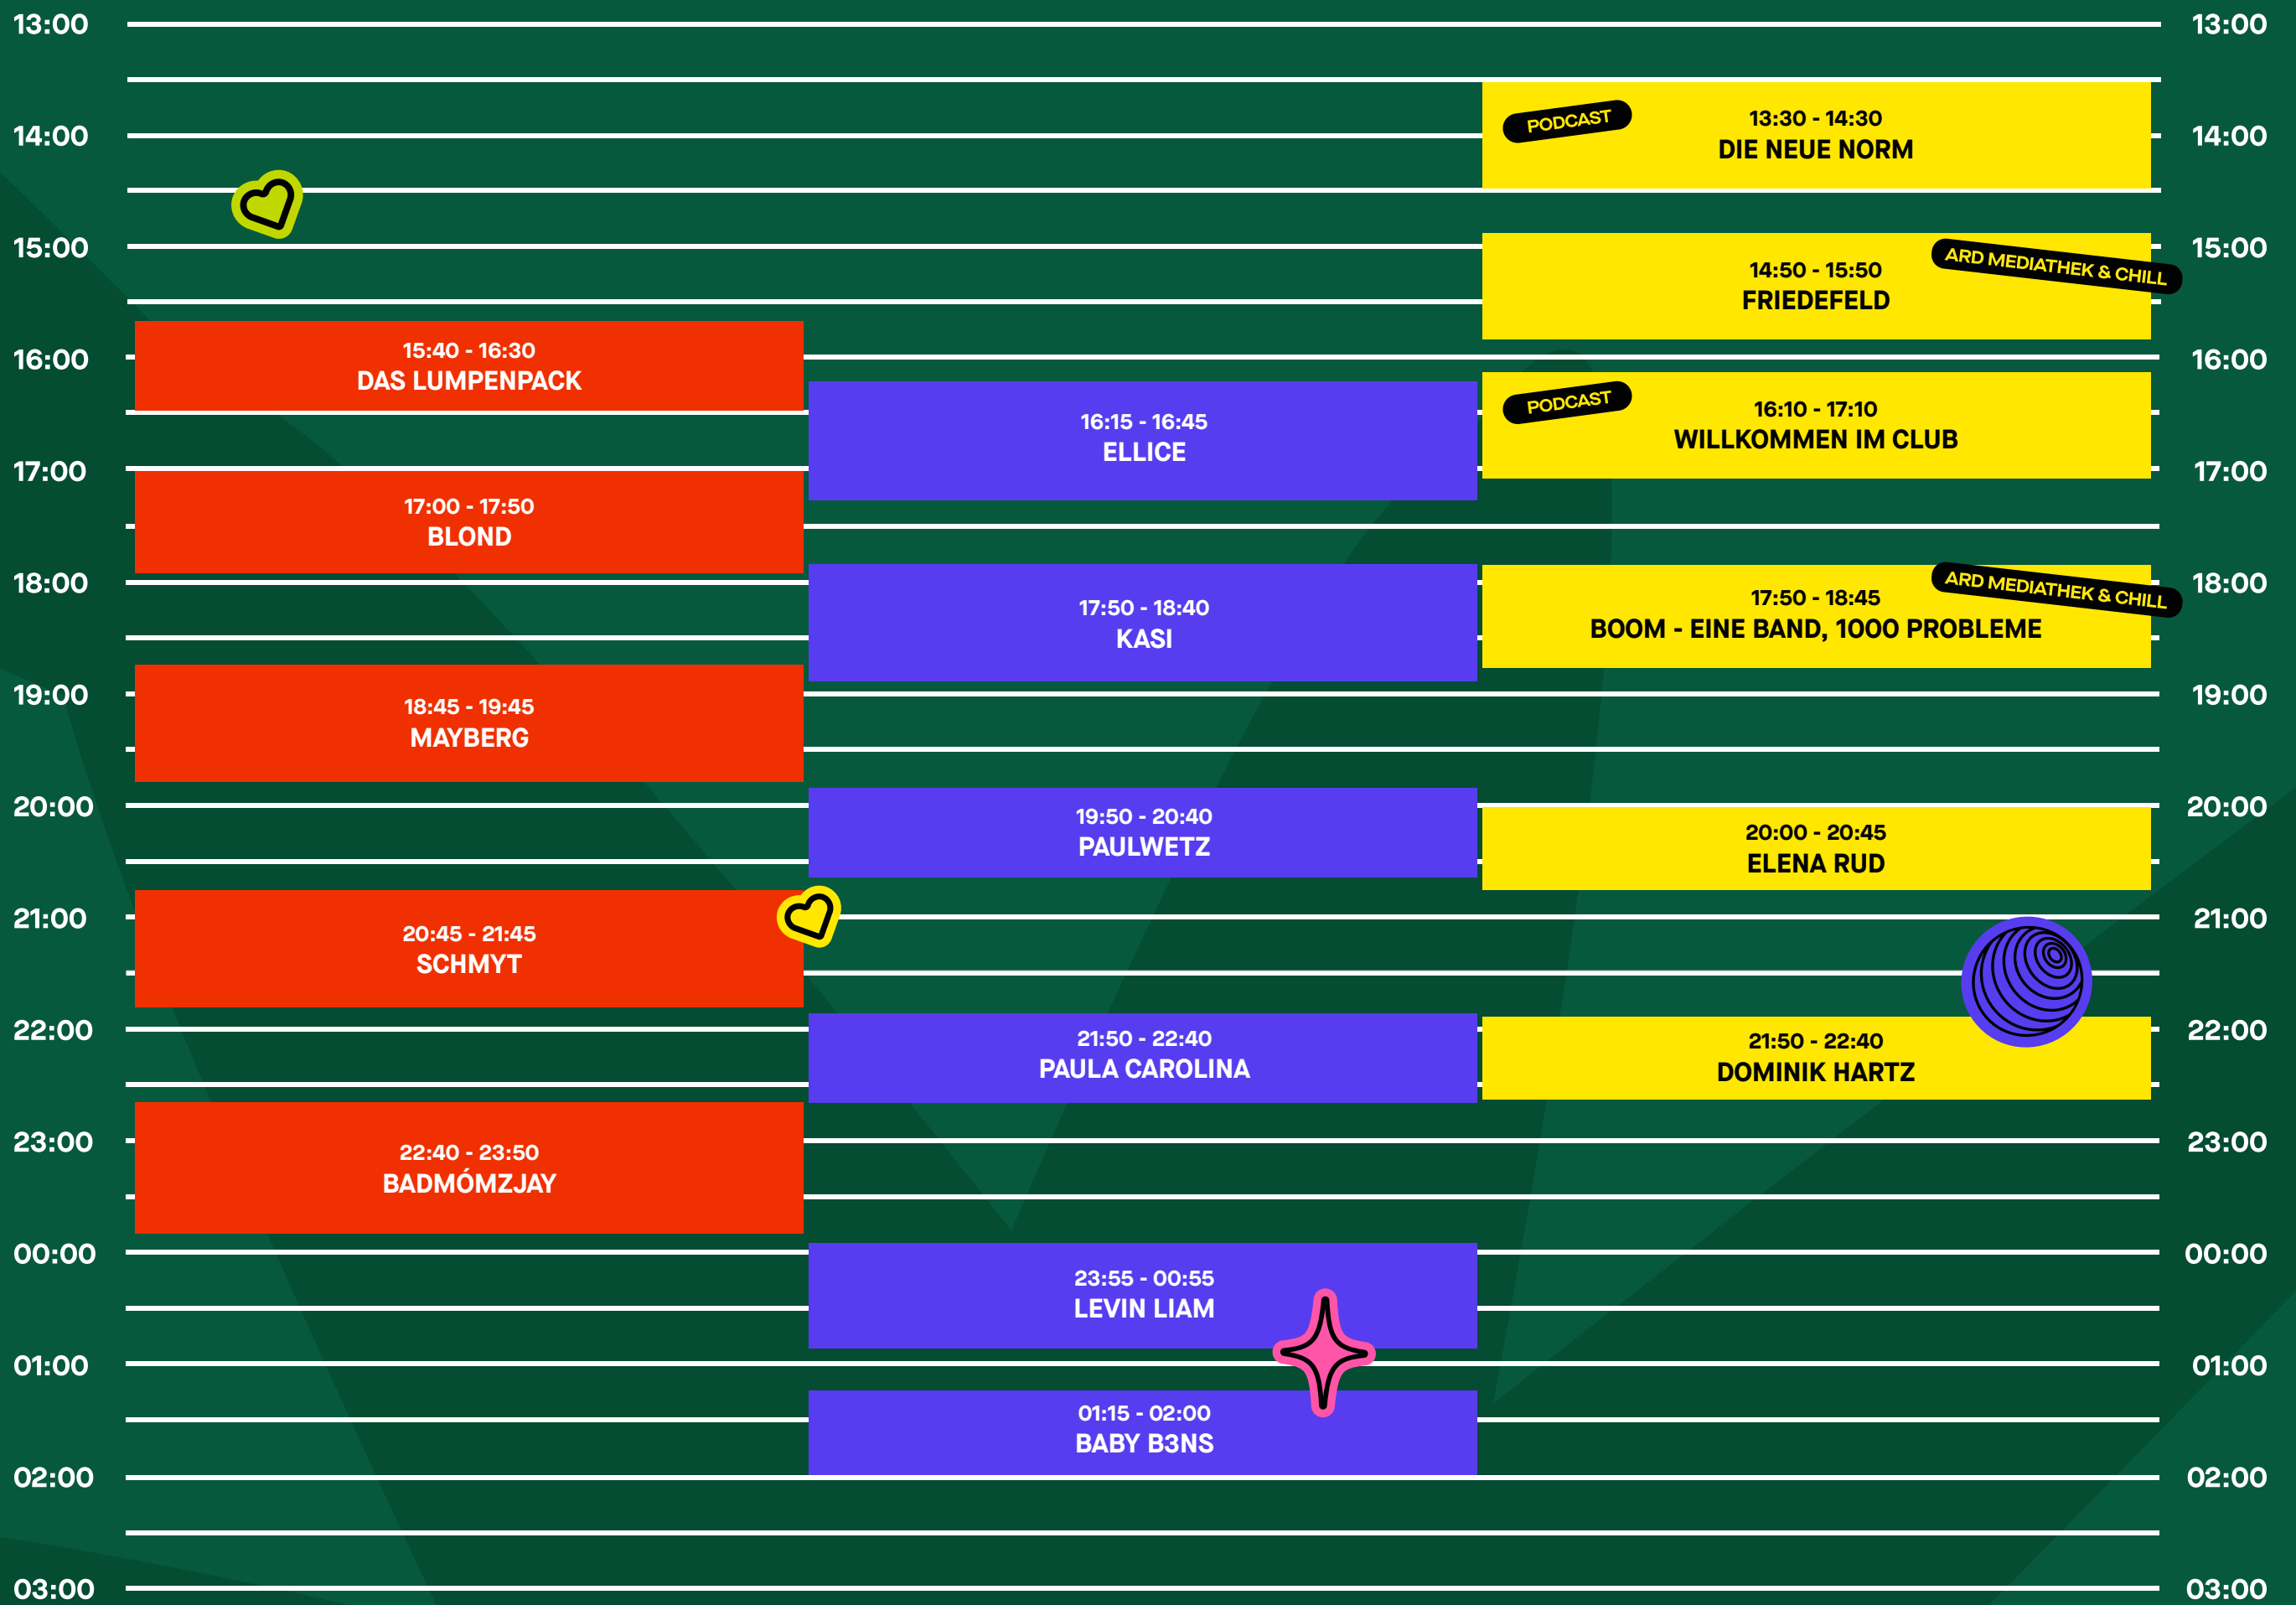 13:00
13:00
PODCAST
13:30 - 14:30
DIE NEUE NORM
14:00
14:00
15:00
15:00
14:50 - 15:50
FRIEDEFELD
ARD MEDIATHEK & CHILL
15:40 - 16:30
DAS LUMPENPACK
16:00
16:00
16:15 - 16:45
ELLICE
PODCAST
16:10 - 17:10
WILLKOMMEN IM CLUB
17:00
17:00
17:00 - 17:50
BLOND
18:00
18:00
17:50 - 18:40
KASI
17:50 - 18:45
BOOM - EINE BAND, 1000 PROBLEME
ARD MEDIATHEK & CHILL
19:00
19:00
18:45 - 19:45
MAYBERG
20:00
20:00
19:50 - 20:40
PAULWETZ
20:00 - 20:45
ELENA RUD
21:00
21:00
20:45 - 21:45
SCHMYT
22:00
22:00
21:50 - 22:40
PAULA CAROLINA
21:50 - 22:40
DOMINIK HARTZ
23:00
23:00
22:40 - 23:50
BADMÓMZJAY
00:00
00:00
23:55 - 00:55
LEVIN LIAM
01:00
01:00
01:15 - 02:00
BABY B3NS
02:00
02:00
03:00
03:00